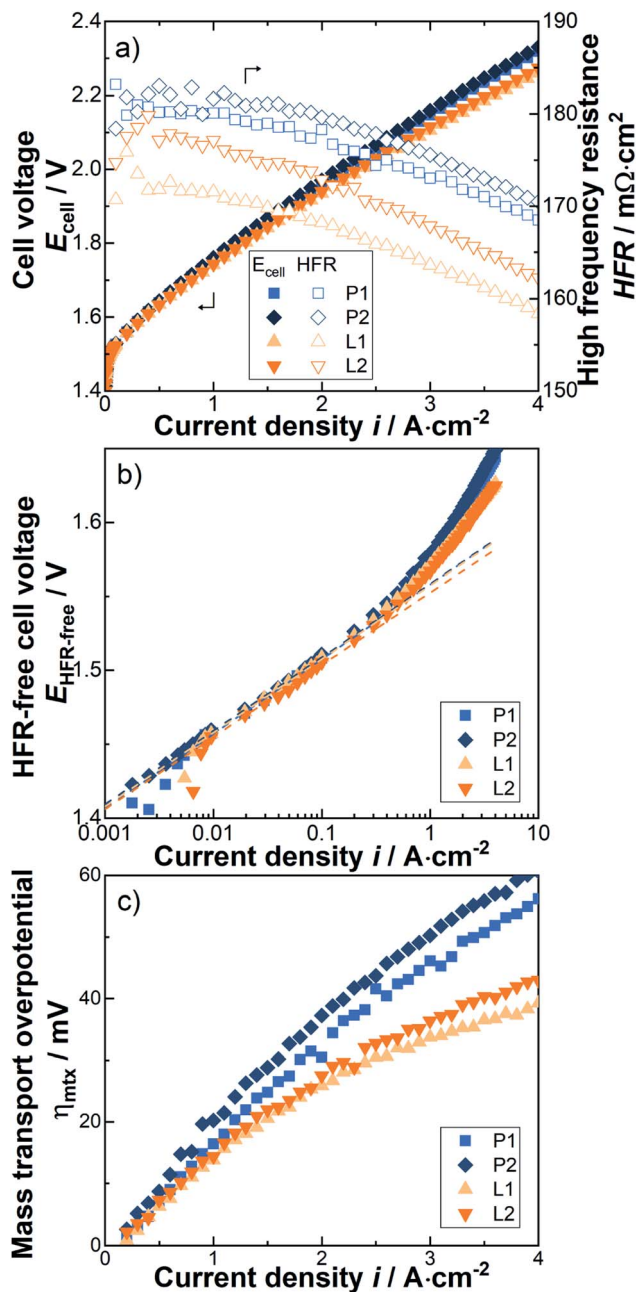 a)
2.4
2.2
2.0
1.8
1.6
1.4
Cell voltage
E_cell / V
190
180
170
160
150
High frequency resistance
HFR / mΩ·cm²
E_cell HFR
P1
P2
L1
L2
0 1 2 3 4
Current density i / A·cm⁻²
b)
1.6
1.5
1.4
HFR-free cell voltage
E_HFR-free / V
P1
P2
L1
L2
0.001 0.01 0.1 1 10
Current density i / A·cm⁻²
c)
60
40
20
0
Mass transport overpotential
η_mtx / mV
P1
P2
L1
L2
0 1 2 3 4
Current density i / A·cm⁻²